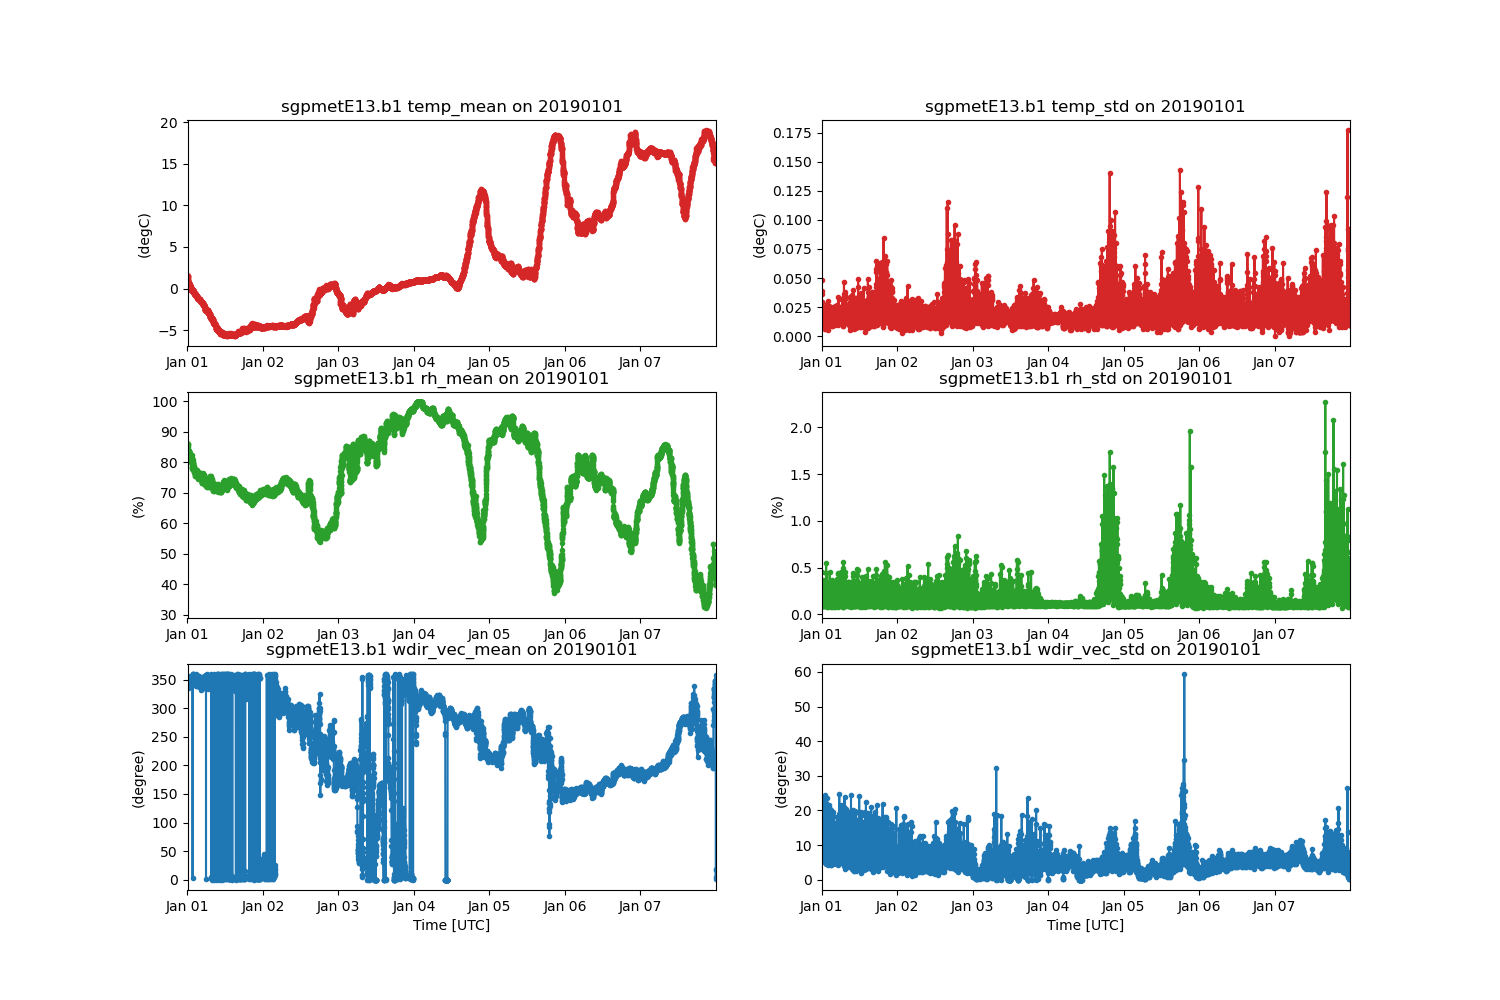 sgpmetE13.b1 temp_mean on 20190101
20
15
10
5
0
−5
(degC)
Jan 01 Jan 02 Jan 03 Jan 04 Jan 05 Jan 06 Jan 07
sgpmetE13.b1 temp_std on 20190101
0.175
0.150
0.125
0.100
0.075
0.050
0.025
0.000
(degC)
Jan 01 Jan 02 Jan 03 Jan 04 Jan 05 Jan 06 Jan 07
sgpmetE13.b1 rh_mean on 20190101
100
90
80
70
60
50
40
30
(%)
Jan 01 Jan 02 Jan 03 Jan 04 Jan 05 Jan 06 Jan 07
sgpmetE13.b1 rh_std on 20190101
2.0
1.5
1.0
0.5
0.0
(%)
Jan 01 Jan 02 Jan 03 Jan 04 Jan 05 Jan 06 Jan 07
sgpmetE13.b1 wdir_vec_mean on 20190101
350
300
250
200
150
100
50
0
(degree)
Jan 01 Jan 02 Jan 03 Jan 04 Jan 05 Jan 06 Jan 07
Time [UTC]
sgpmetE13.b1 wdir_vec_std on 20190101
60
50
40
30
20
10
0
(degree)
Jan 01 Jan 02 Jan 03 Jan 04 Jan 05 Jan 06 Jan 07
Time [UTC]